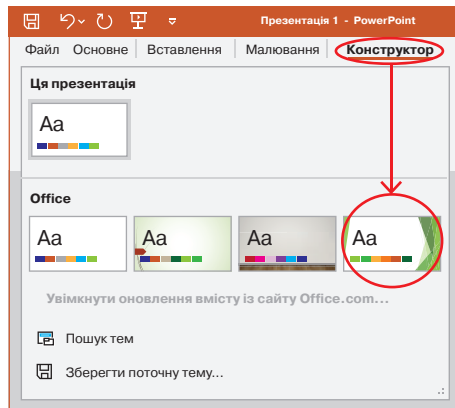 Презентація 1 - PowerPoint
Файл Основне Вставлення Малювання Конструктор
Ця презентація
Aa
Office
Aa Aa Aa Aa
Увімкнути оновлення вмісту із сайту Office.com...
Пошук тем
Зберегти поточну тему...